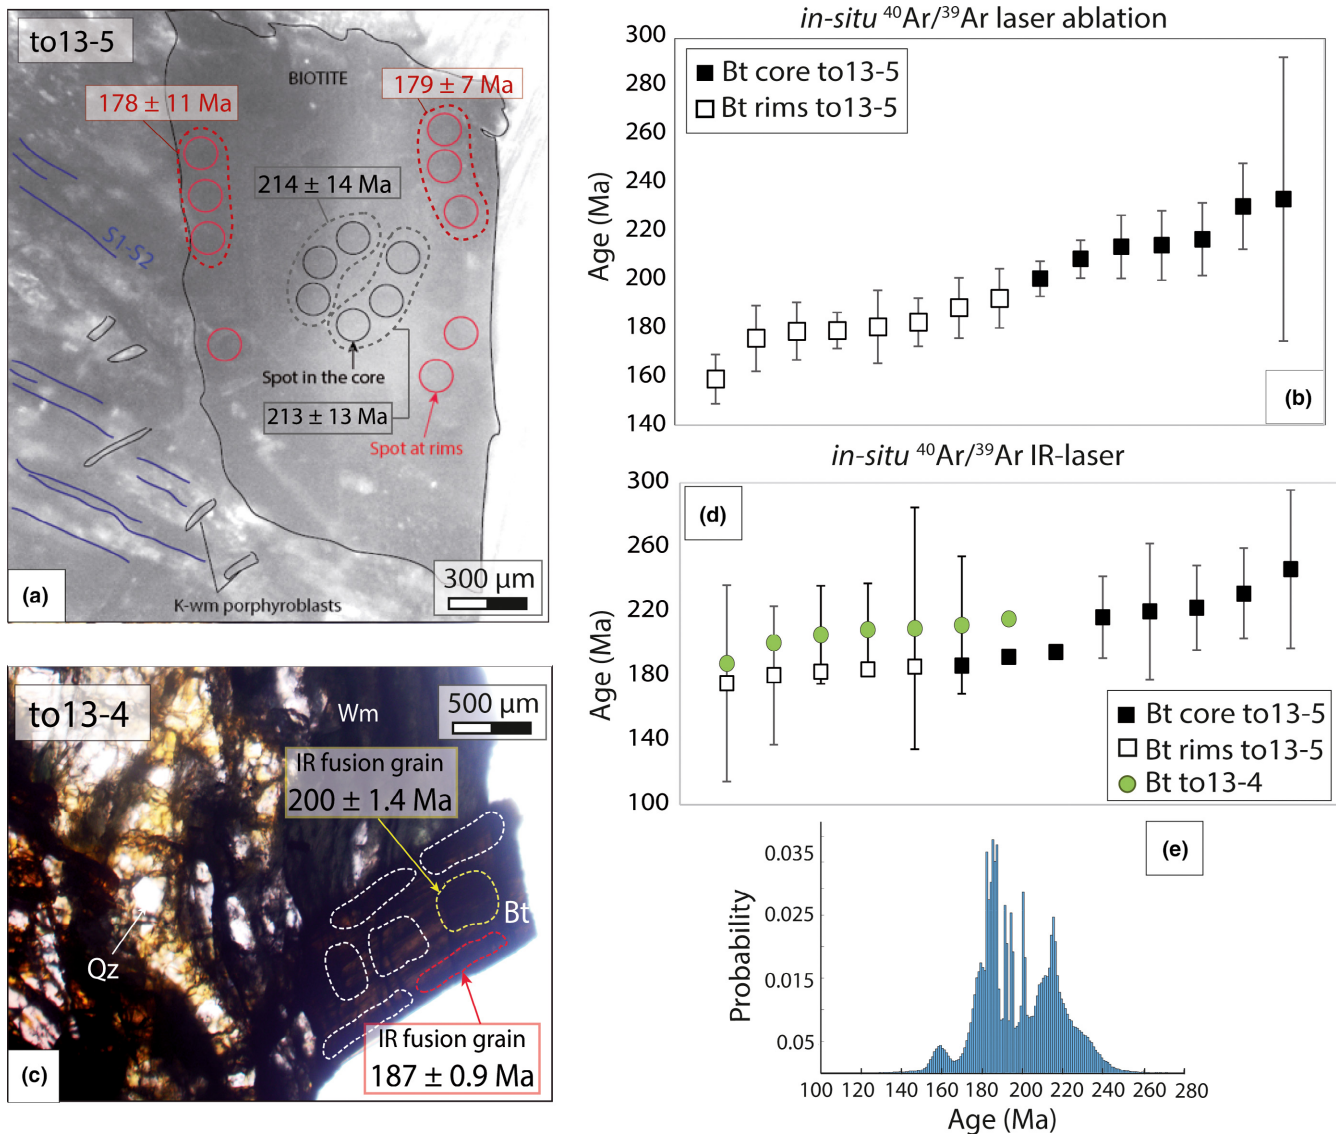 to13-5
BIOTITE
178 ± 11 Ma
179 ± 7 Ma
214 ± 14 Ma
S1-S2
Spot in the core
213 ± 13 Ma
Spot at rims
300 µm
K-wm porphyroblasts
(a)
in-situ ⁴⁰Ar/³⁹Ar laser ablation
Bt core to13-5
Bt rims to13-5
Age (Ma)
300
280
260
240
220
200
180
160
140
(b)
to13-4
Wm
500 µm
IR fusion grain
200 ± 1.4 Ma
Bt
Qz
IR fusion grain
187 ± 0.9 Ma
(c)
in-situ ⁴⁰Ar/³⁹Ar IR-laser
(d)
Age (Ma)
300
260
220
180
140
100
Bt core to13-5
Bt rims to13-5
Bt to13-4
(e)
Probability
0.035
0.025
0.015
0.05
100 120 140 160 180 200 220 240 260 280
Age (Ma)